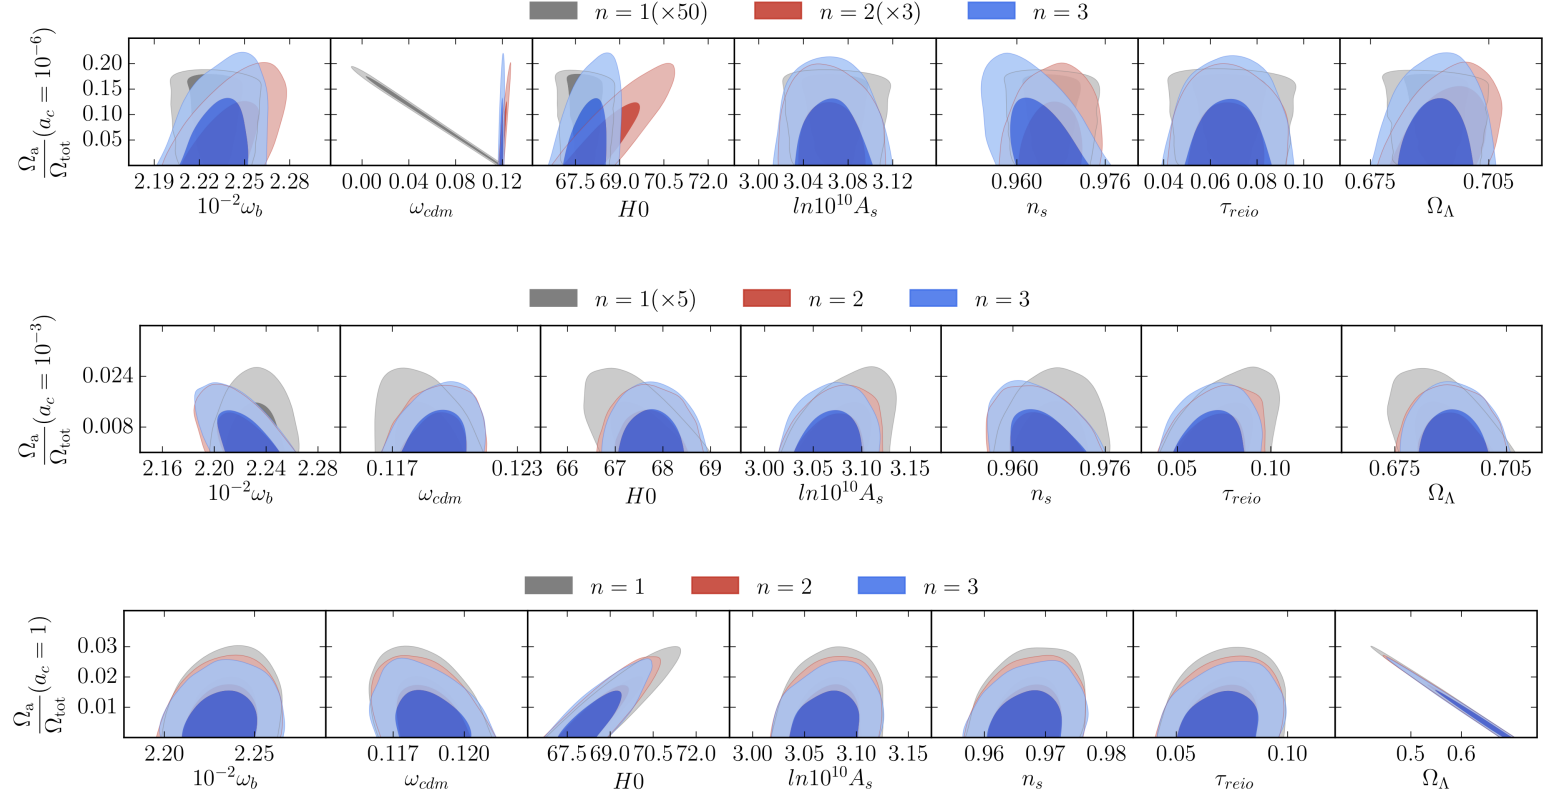 n = 1(×50) n = 2(×3) n = 3
Ωa/Ωtot (ac = 10−6)
0.20
0.15
0.10
0.05
2.19 2.22 2.25 2.28 0.00 0.04 0.08 0.12 67.5 69.0 70.5 72.0 3.00 3.04 3.08 3.12 0.960 0.976 0.04 0.06 0.08 0.10 0.675 0.705
10−2ωb ωcdm H0 ln1010As ns τreio ΩΛ
n = 1(×5) n = 2 n = 3
Ωa/Ωtot (ac = 10−3)
0.024
0.008
2.16 2.20 2.24 2.28 0.117 0.123 66 67 68 69 3.00 3.05 3.10 3.15 0.960 0.976 0.05 0.10 0.675 0.705
10−2ωb ωcdm H0 ln1010As ns τreio ΩΛ
n = 1 n = 2 n = 3
Ωa/Ωtot (ac = 1)
0.03
0.02
0.01
2.20 2.25 0.117 0.120 67.5 69.0 70.5 72.0 3.00 3.05 3.10 3.15 0.96 0.97 0.98 0.05 0.10 0.5 0.6
10−2ωb ωcdm H0 ln1010As ns τreio ΩΛ